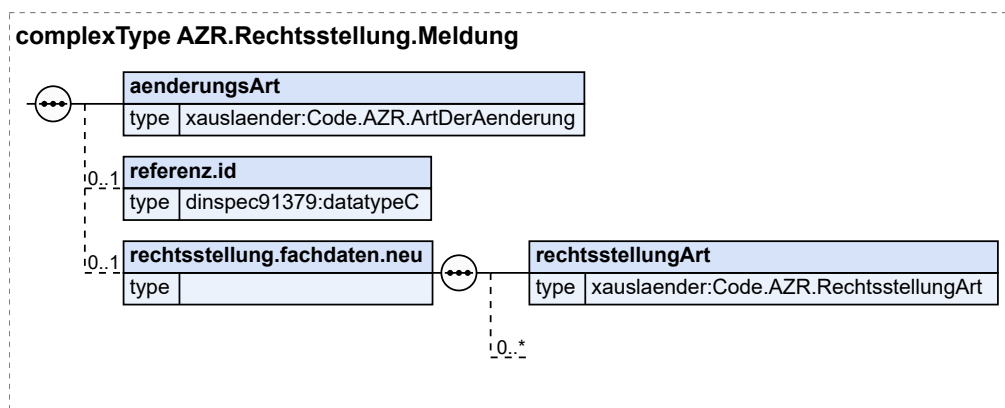 complexType AZR.Rechtsstellung.Meldung
aenderungsArt
type xauslaender:Code.AZR.ArtDerAenderung
0..1 referenz.id
type dinspec91379:datatypeC
0..1 rechtsstellung.fachdaten.neu rechtsstellungArt
type type xauslaender:Code.AZR.RechtsstellungArt
0..*